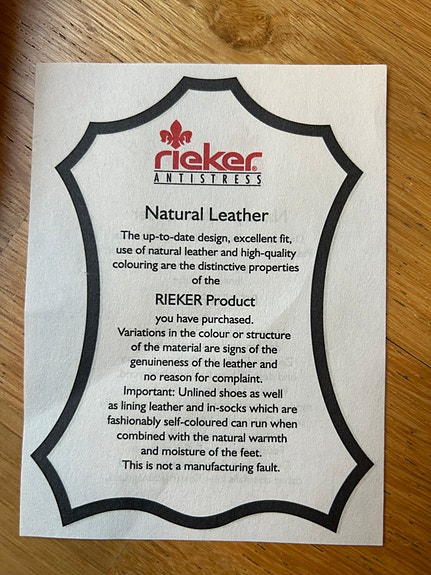 rieker®
ANTISTRESS
Natural Leather
The up-to-date design, excellent fit,
use of natural leather and high-quality
colouring are the distinctive properties
of the
RIEKER Product
you have purchased.
Variations in the colour or structure
of the material are signs of the
genuineness of the leather and
no reason for complaint.
Important: Unlined shoes as well
as lining leather and in-socks which are
fashionably self-coloured can run when
combined with the natural warmth
and moisture of the feet.
This is not a manufacturing fault.